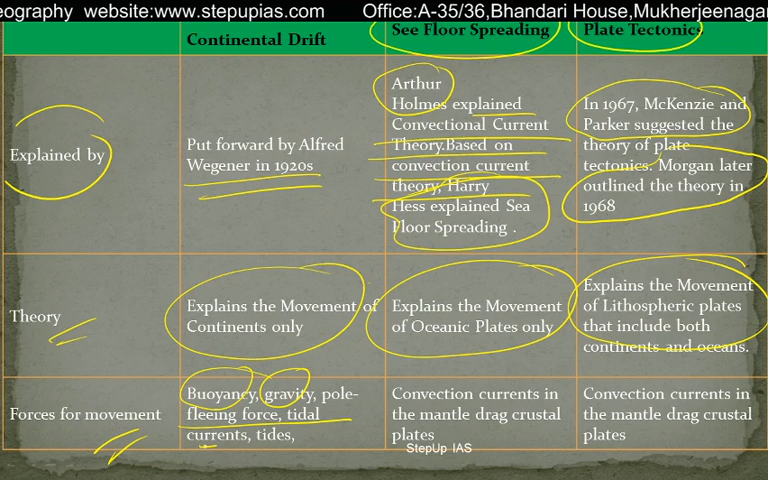 eography website:www.stepupias.com Office:A-35/36,Bhandari House,Mukherjeenagar
Continental Drift
See Floor Spreading
Plate Tectonics
Explained by
Put forward by Alfred
Wegener in 1920s
Arthur
Holmes explained
Convectional Current
Theory.Based on
convection current
theory, Harry
Hess explained Sea
Floor Spreading .
In 1967, McKenzie and
Parker suggested the
theory of plate
tectonics. Morgan later
outlined the theory in
1968
Theory
Explains the Movement of
Continents only
Explains the Movement
of Oceanic Plates only
Explains the Movement
of Lithospheric plates
that include both
continents and oceans.
Forces for movement
Buoyancy, gravity, pole-
fleeing force, tidal
currents, tides,
Convection currents in
the mantle drag crustal
plates
Convection currents in
the mantle drag crustal
plates
StepUp IAS